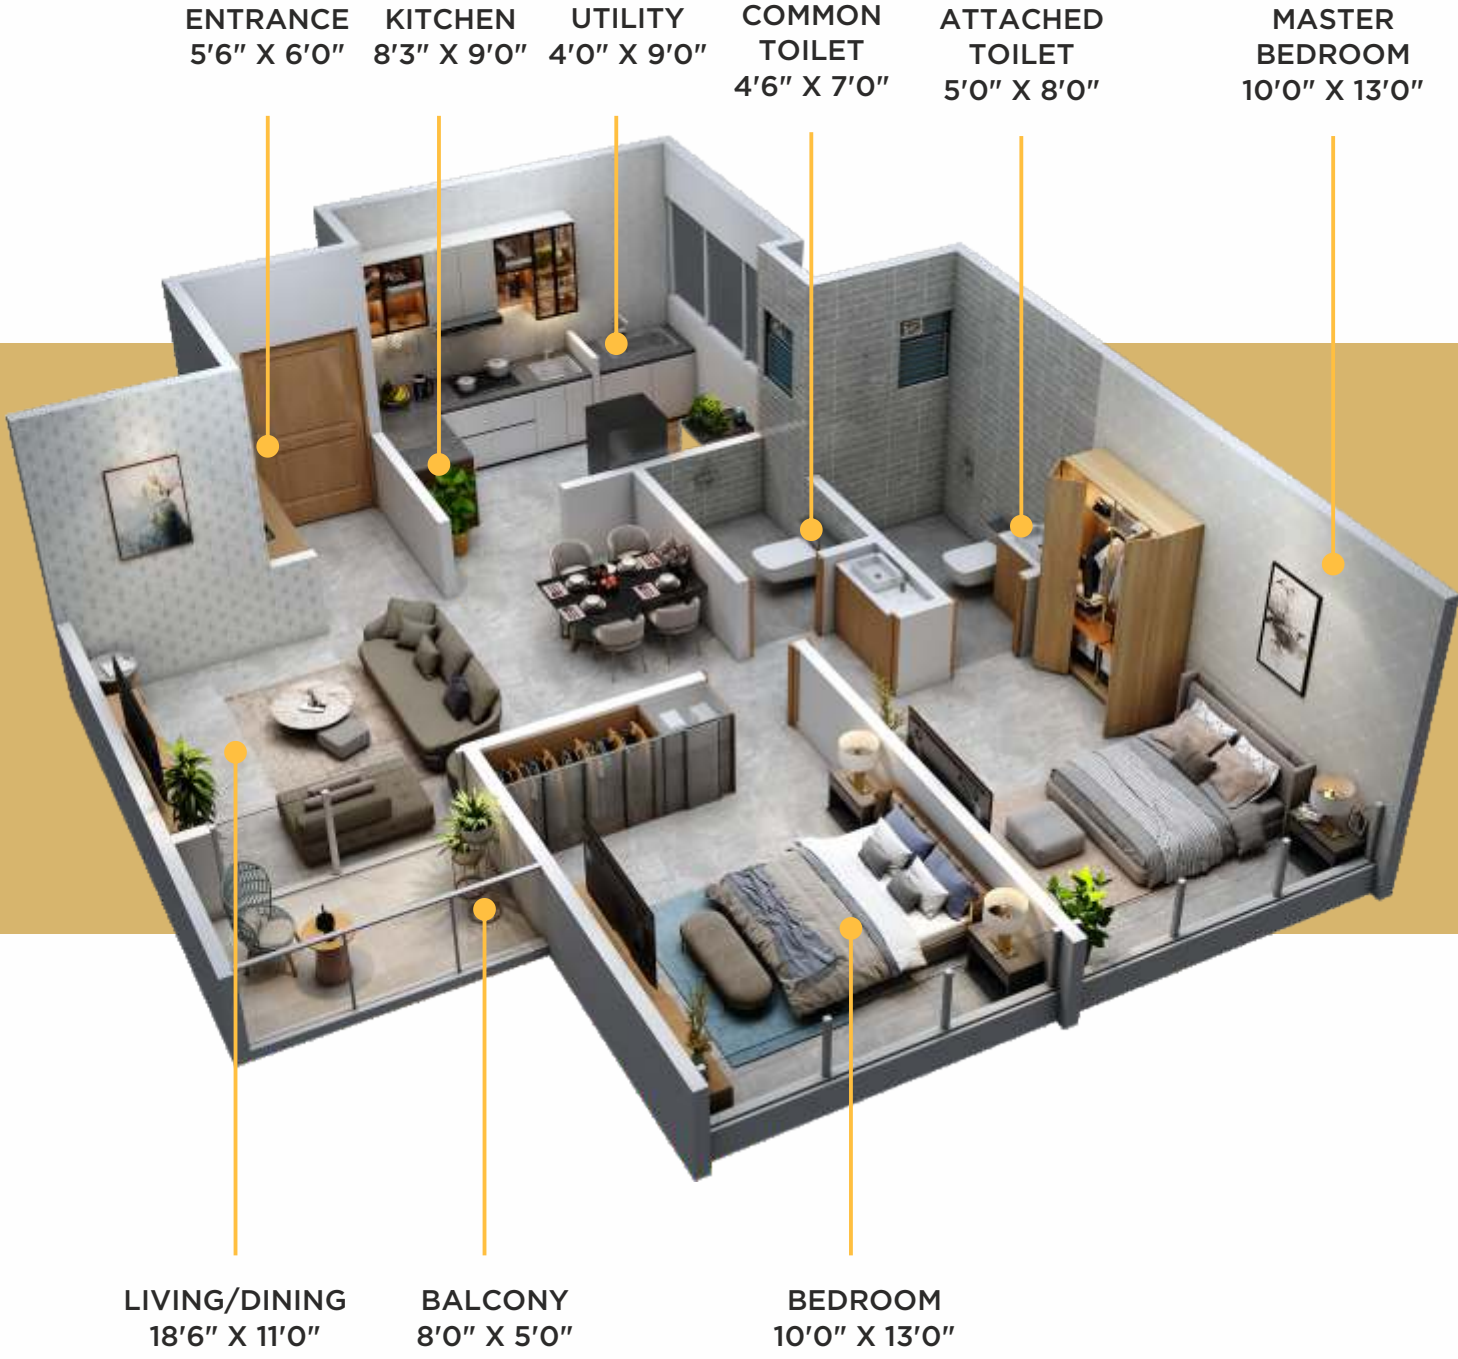 ENTRANCE
5'6" X 6'0"
KITCHEN
8'3" X 9'0"
UTILITY
4'0" X 9'0"
COMMON
TOILET
4'6" X 7'0"
ATTACHED
TOILET
5'0" X 8'0"
MASTER
BEDROOM
10'0" X 13'0"
LIVING/DINING
18'6" X 11'0"
BALCONY
8'0" X 5'0"
BEDROOM
10'0" X 13'0"